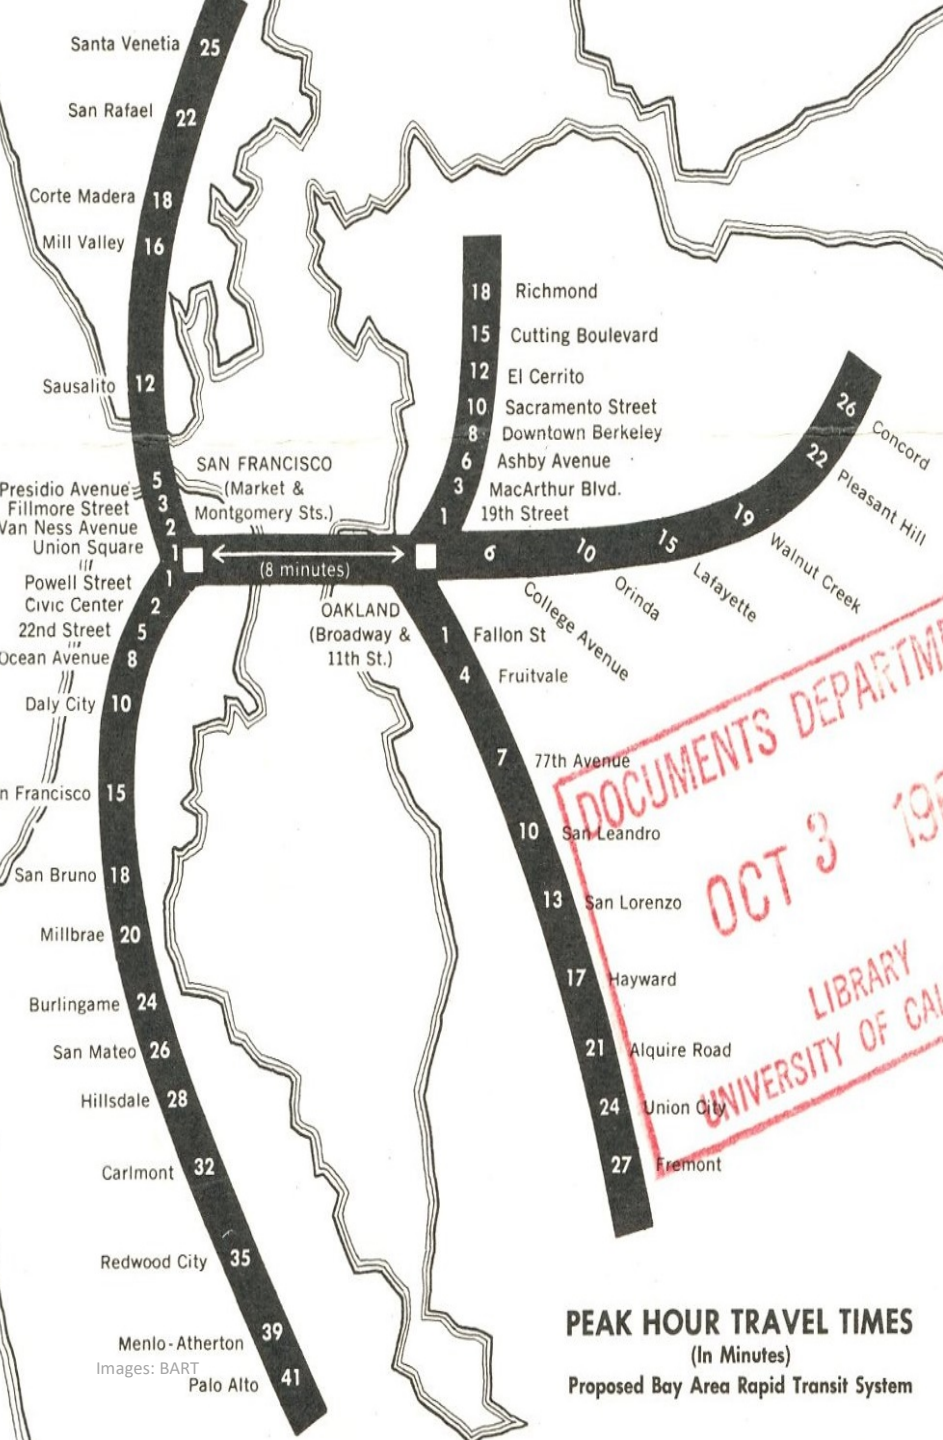 Santa Venetia 25
San Rafael 22
Corte Madera 18
Mill Valley 16
Sausalito 12
Presidio Avenue 5
Fillmore Street 3
Van Ness Avenue 2
Union Square 1
SAN FRANCISCO
(Market &
Montgomery Sts.)
(8 minutes)
Powell Street 1
Civic Center 2
22nd Street 5
Ocean Avenue 8
Daly City 10
n Francisco 15
San Bruno 18
Millbrae 20
Burlingame 24
San Mateo 26
Hillsdale 28
Carlmont 32
Redwood City 35
Menlo-Atherton 39
Images: BART
Palo Alto 41
18 Richmond
15 Cutting Boulevard
12 El Cerrito
10 Sacramento Street
8 Downtown Berkeley
6 Ashby Avenue
3 MacArthur Blvd.
1 19th Street
6 College Avenue
10 Orinda
15 Lafayette
19 Walnut Creek
22 Pleasant Hill
26 Concord
OAKLAND
(Broadway &
11th St.)
1 Fallon St
4 Fruitvale
7 77th Avenue
10 San Leandro
13 San Lorenzo
17 Hayward
21 Alquire Road
24 Union City
27 Fremont
DOCUMENTS DEPARTME
OCT 3 19
LIBRARY
UNIVERSITY OF CAL
PEAK HOUR TRAVEL TIMES
(In Minutes)
Proposed Bay Area Rapid Transit System